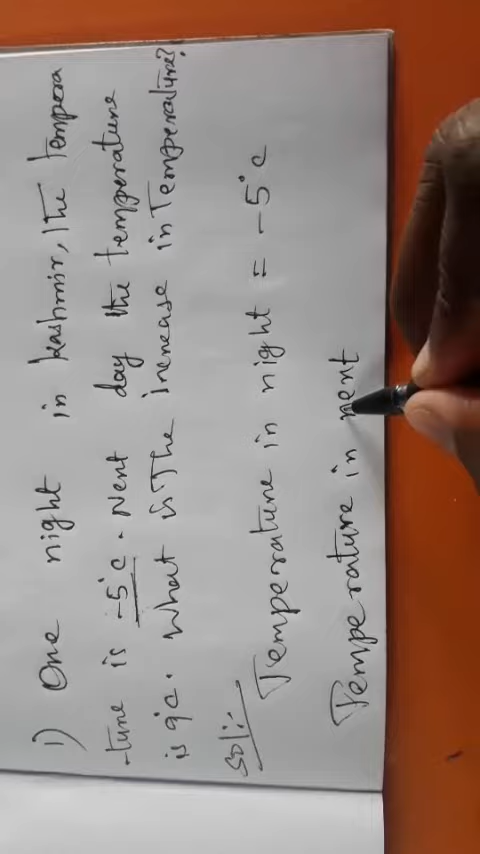 1) One night in kashmir, the tempera
-ture is -5°c. Next day the temperature
is 9°c. What is The increase in Temperature?
Sol:-
Temperature in night = -5°c
Temperature in next